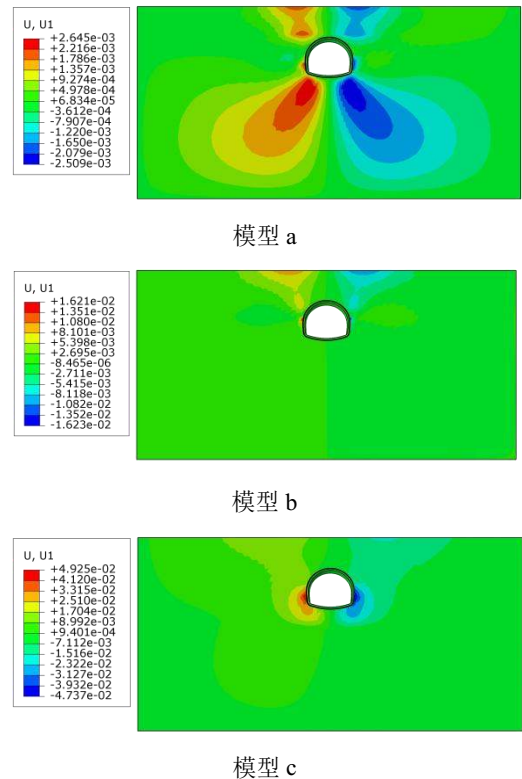 U, U1
+2.645e-03
+2.216e-03
+1.786e-03
+1.357e-03
+9.274e-04
+4.978e-04
+6.834e-05
-3.612e-04
-7.907e-04
-1.220e-03
-1.650e-03
-2.079e-03
-2.509e-03
模型 a
U, U1
+1.621e-02
+1.351e-02
+1.080e-02
+8.101e-03
+5.398e-03
+2.695e-03
-8.465e-06
-2.711e-03
-5.415e-03
-8.118e-03
-1.082e-02
-1.352e-02
-1.623e-02
模型 b
U, U1
+4.925e-02
+4.120e-02
+3.315e-02
+2.510e-02
+1.704e-02
+8.992e-03
+9.401e-04
-7.112e-03
-1.516e-02
-2.322e-02
-3.127e-02
-3.932e-02
-4.737e-02
模型 c